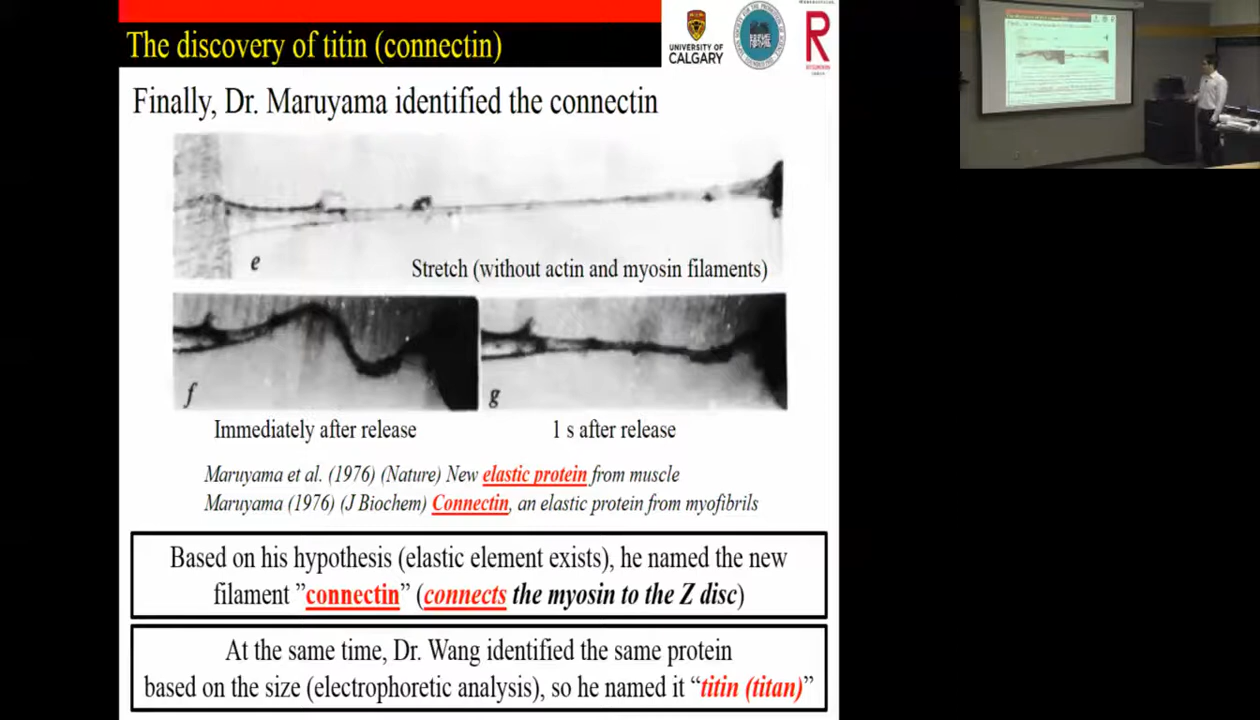 The discovery of titin (connectin)
UNIVERSITY OF
CALGARY
R
Finally, Dr. Maruyama identified the connectin
e
Stretch (without actin and myosin filaments)
f
g
Immediately after release
1 s after release
Maruyama et al. (1976) (Nature) New elastic protein from muscle
Maruyama (1976) (J Biochem) Connectin, an elastic protein from myofibrils
Based on his hypothesis (elastic element exists), he named the new
filament ”connectin” (connects the myosin to the Z disc)
At the same time, Dr. Wang identified the same protein
based on the size (electrophoretic analysis), so he named it “titin (titan)”